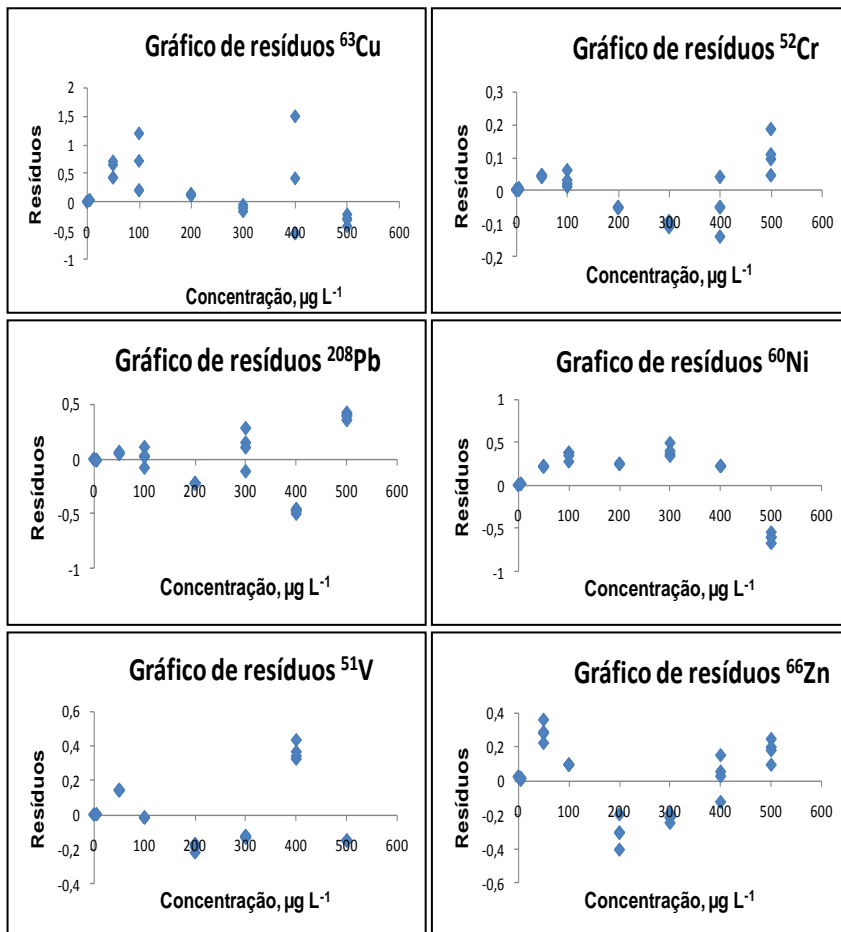 Gráfico de resíduos ⁶³Cu
2
1,5
1
0,5
0
-0,5
-1
0 100 200 300 400 500 600
Resíduos
Concentração, µg L⁻¹
Gráfico de resíduos ⁵²Cr
0,3
0,2
0,1
0
-0,1
-0,2
0 100 200 300 400 500 600
Resíduos
Concentração, µg L⁻¹
Gráfico de resíduos ²⁰⁸Pb
0,5
0
-0,5
-1
0 100 200 300 400 500 600
Resíduos
Concentração, µg L⁻¹
Grafico de resíduos ⁶⁰Ni
1
0,5
0
-0,5
-1
0 100 200 300 400 500 600
Resíduos
Concentração, µg L⁻¹
Gráfico de resíduos ⁵¹V
0,6
0,4
0,2
0
-0,2
-0,4
0 100 200 300 400 500 600
Resíduos
Concentração, µg L⁻¹
Gráfico de resíduos ⁶⁶Zn
0,4
0,2
0
-0,2
-0,4
-0,6
0 100 200 300 400 500 600
Resíduos
Concentração, µg L⁻¹